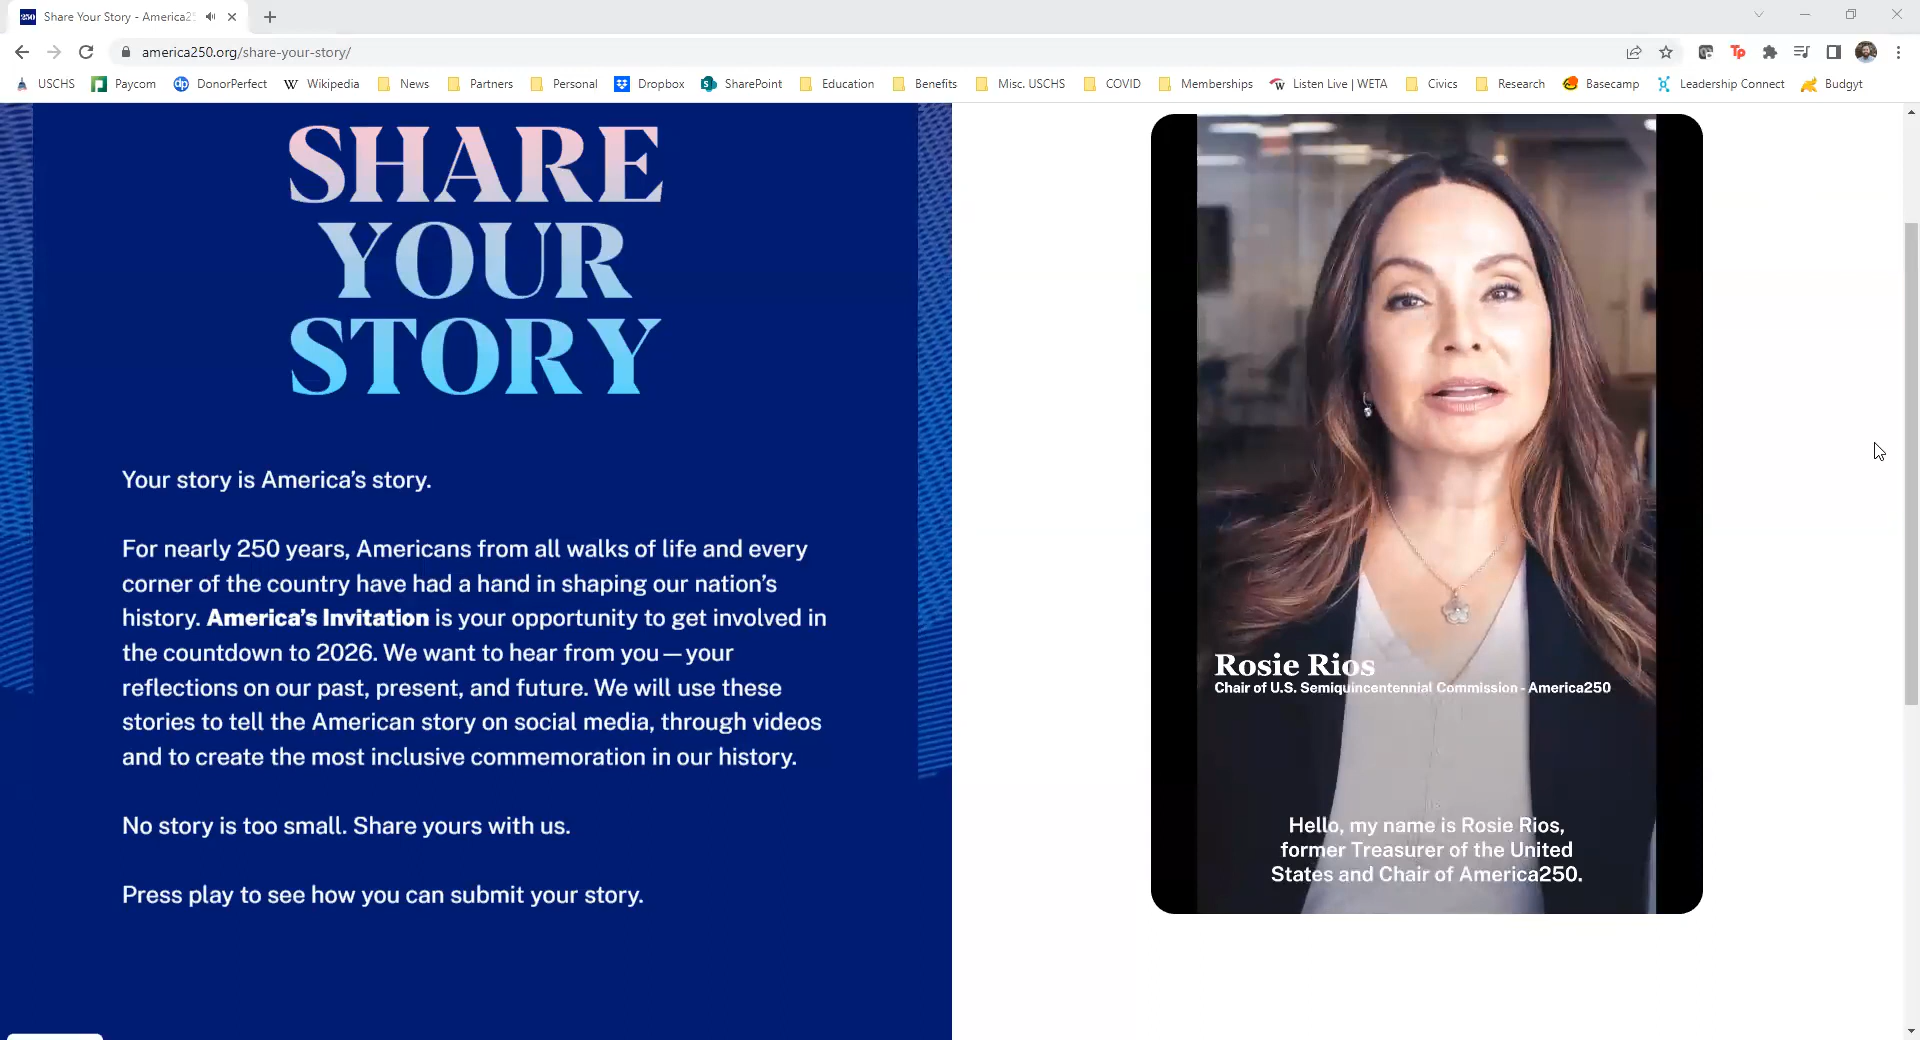 250
Share Your Story - America25
america250.org/share-your-story/
Tp
USCHS
Paycom
dp
DonorPerfect
W
Wikipedia
News
Partners
Personal
Dropbox
SharePoint
Education
Benefits
Misc. USCHS
COVID
Memberships
Listen Live | WETA
Civics
Research
Basecamp
Leadership Connect
Budgyt
SHARE
YOUR
STORY
Your story is America's story.
For nearly 250 years, Americans from all walks of life and every
corner of the country have had a hand in shaping our nation's
history. America's Invitation is your opportunity to get involved in
the countdown to 2026. We want to hear from you—your
reflections on our past, present, and future. We will use these
stories to tell the American story on social media, through videos
and to create the most inclusive commemoration in our history.
No story is too small. Share yours with us.
Press play to see how you can submit your story.
Rosie Rios
Chair of U.S. Semiquincentennial Commission - America250
Hello, my name is Rosie Rios,
former Treasurer of the United
States and Chair of America250.